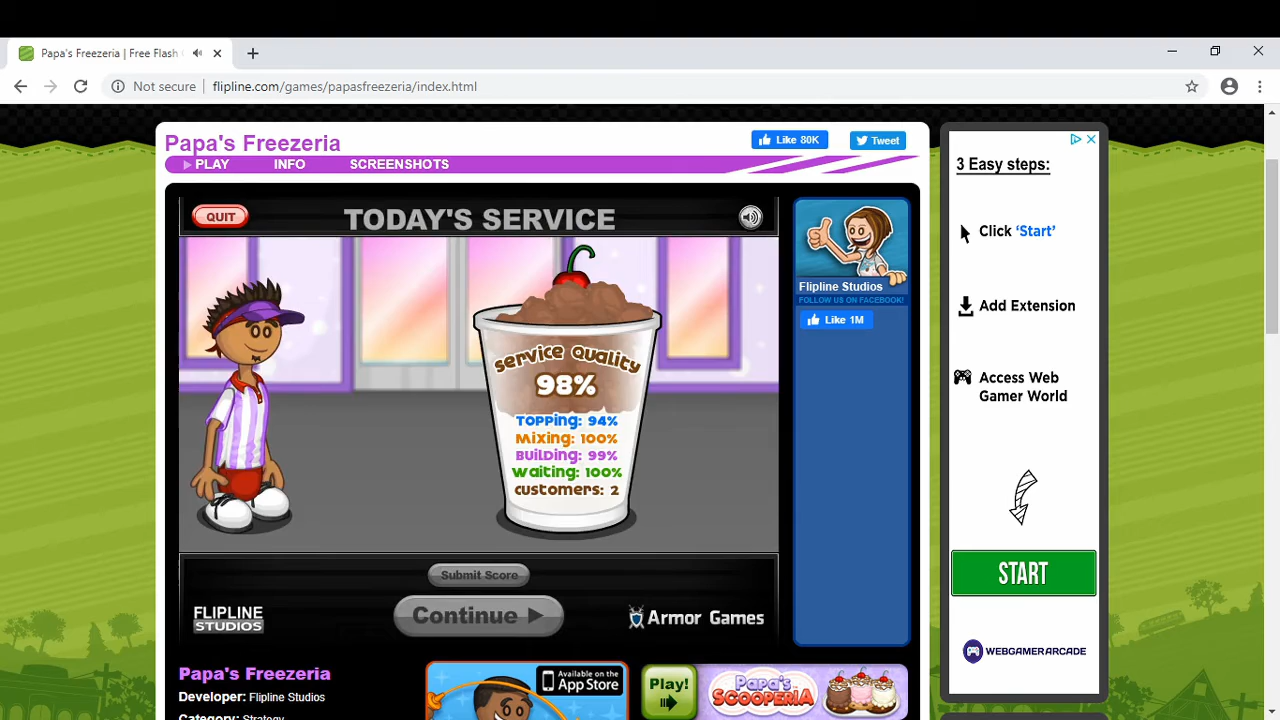 Papa's Freezeria | Free Flash
Not secure | flipline.com/games/papasfreezeria/index.html
Papa's Freezeria
Like 80K
Tweet
PLAY INFO SCREENSHOTS
QUIT
TODAY'S SERVICE
Service Quality
98%
Topping: 94%
Mixing: 100%
Building: 99%
Waiting: 100%
Customers: 2
Submit Score
Continue
FLIPLINE
STUDIOS
Armor Games
Flipline Studios
FOLLOW US ON FACEBOOK!
Like 1M
3 Easy steps:
Click 'Start'
Add Extension
Access Web
Gamer World
START
WEBGAMERARCADE
Papa's Freezeria
Developer: Flipline Studios
Category: Strategy
Available on the
App Store
Play!
Papa's
Scooperia